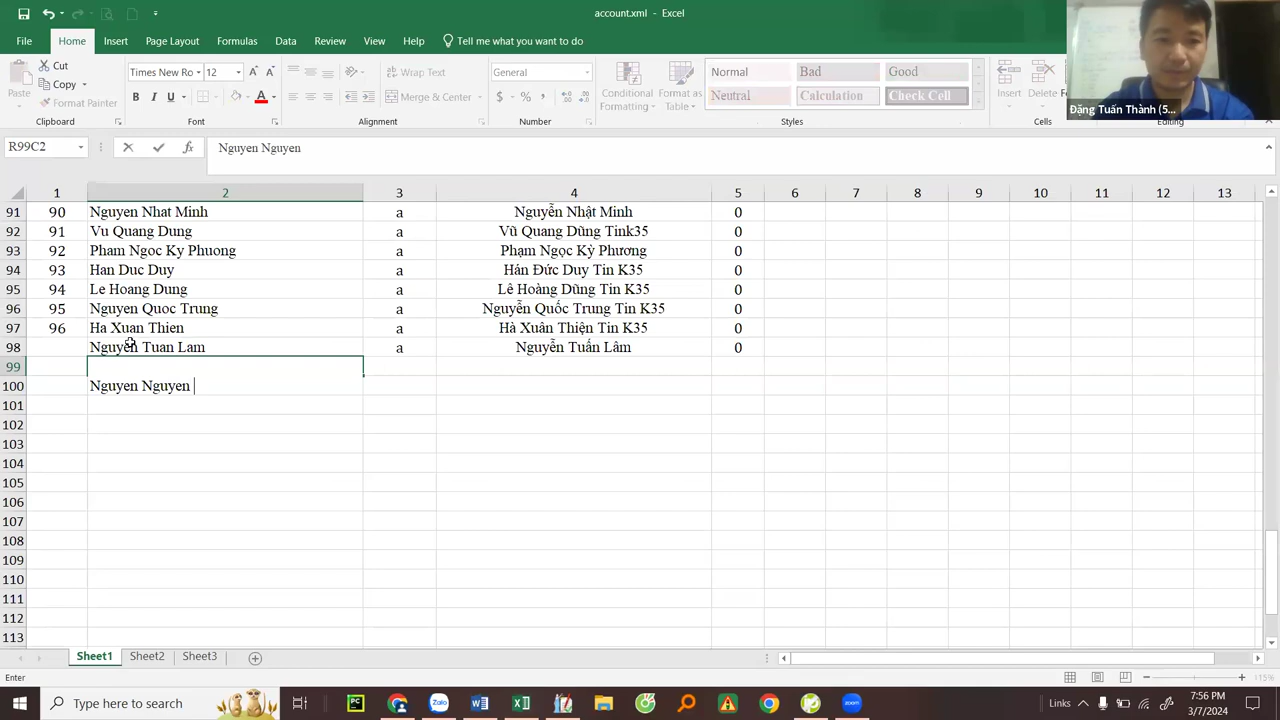 account.xml - Excel
File Home Insert Page Layout Formulas Data Review View Help Tell me what you want to do
Paste Cut Copy Format Painter Clipboard
Times New Ro 12 B I U A Font
Wrap Text Merge & Center Alignment
General $ % , Number
Conditional Formatting Format as Table
Normal Bad Good
Neutral Calculation Check Cell
Styles
Insert Delete Cells Editing
Đặng Tuấn Thành (5...
R99C2 fx Nguyen Nguyen
1 2 3 4 5 6 7 8 9 10 11 12 13
91 90 Nguyen Nhat Minh a Nguyễn Nhật Minh 0
92 91 Vu Quang Dung a Vũ Quang Dũng Tink35 0
93 92 Pham Ngoc Ky Phuong a Phạm Ngọc Kỳ Phương 0
94 93 Han Duc Duy a Hán Đức Duy Tin K35 0
95 94 Le Hoang Dung a Lê Hoàng Dũng Tin K35 0
96 95 Nguyen Quoc Trung a Nguyễn Quốc Trung Tin K35 0
97 96 Ha Xuan Thien a Hà Xuân Thiện Tin K35 0
98 Nguyen Tuan Lam a Nguyễn Tuấn Lâm 0
99
100 Nguyen Nguyen
101
102
103
104
105
106
107
108
109
110
111
112
113
Sheet1 Sheet2 Sheet3
Enter
Type here to search
Links 7:56 PM
3/7/2024